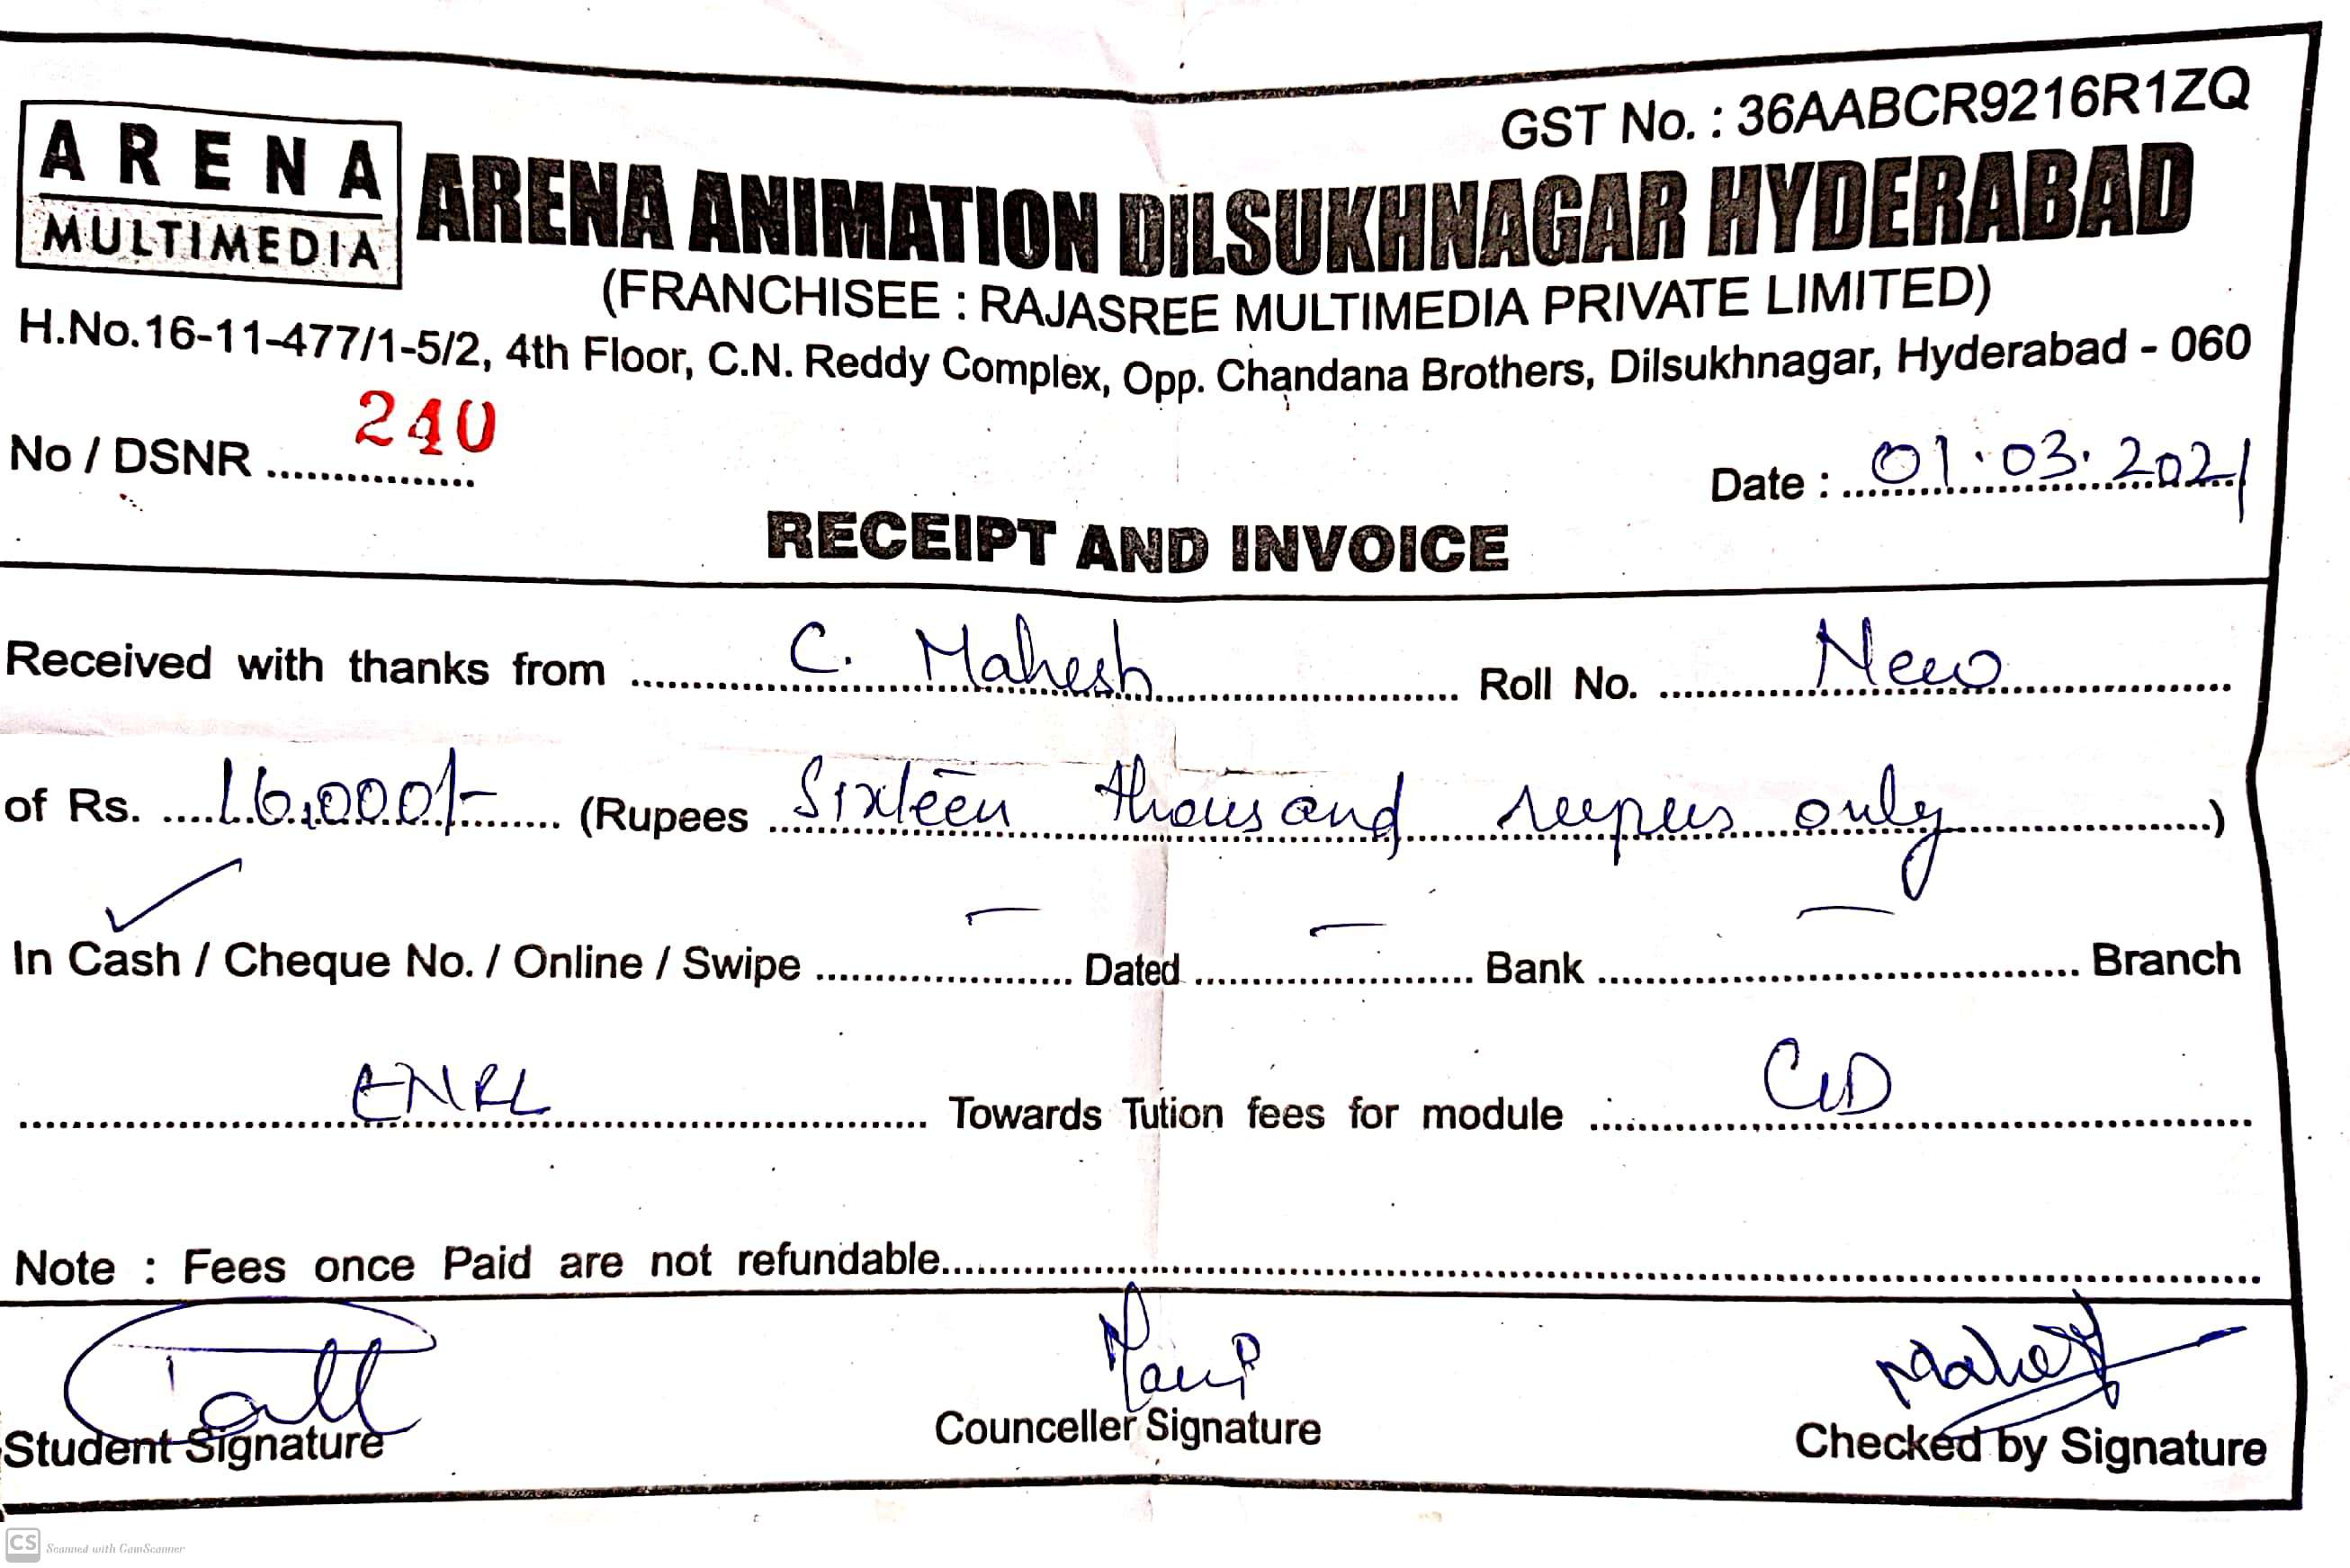 GST No. : 36AABCR9216R1ZQ
ARENA
MULTIMEDIA
ARENA ANIMATION DILSUKHNAGAR HYDERABAD
(FRANCHISEE : RAJASREE MULTIMEDIA PRIVATE LIMITED)
H.No.16-11-477/1-5/2, 4th Floor, C.N. Reddy Complex, Opp. Chandana Brothers, Dilsukhnagar, Hyderabad - 060
No / DSNR ................ 240
Date : 01.03.2021
RECEIPT AND INVOICE
Received with thanks from C. Mahesh Roll No. New
of Rs. 16,000/- (Rupees Sixteen thousand rupees only)
In Cash / Cheque No. / Online / Swipe - Dated - Bank - Branch
ENRL Towards Tution fees for module :
Note : Fees once Paid are not refundable
Mahesh
Student Signature Counceller Signature Checked by Signature
CS Scanned with CamScanner